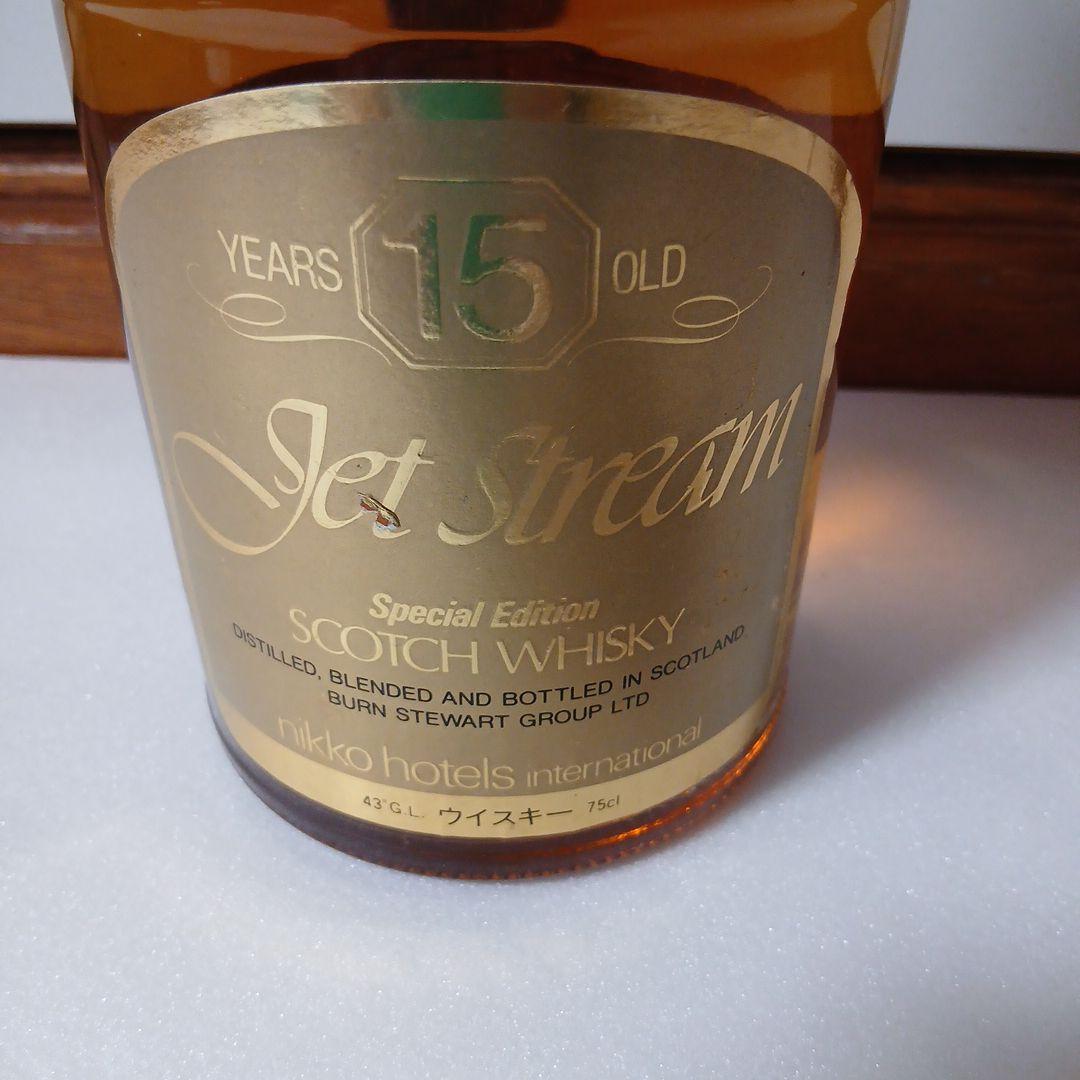 YEARS 15 OLD
Jet Stream
Special Edition
SCOTCH WHISKY
DISTILLED, BLENDED AND BOTTLED IN SCOTLAND
BURN STEWART GROUP LTD
nikko hotels international
43°G.L. ウイスキー 75cl